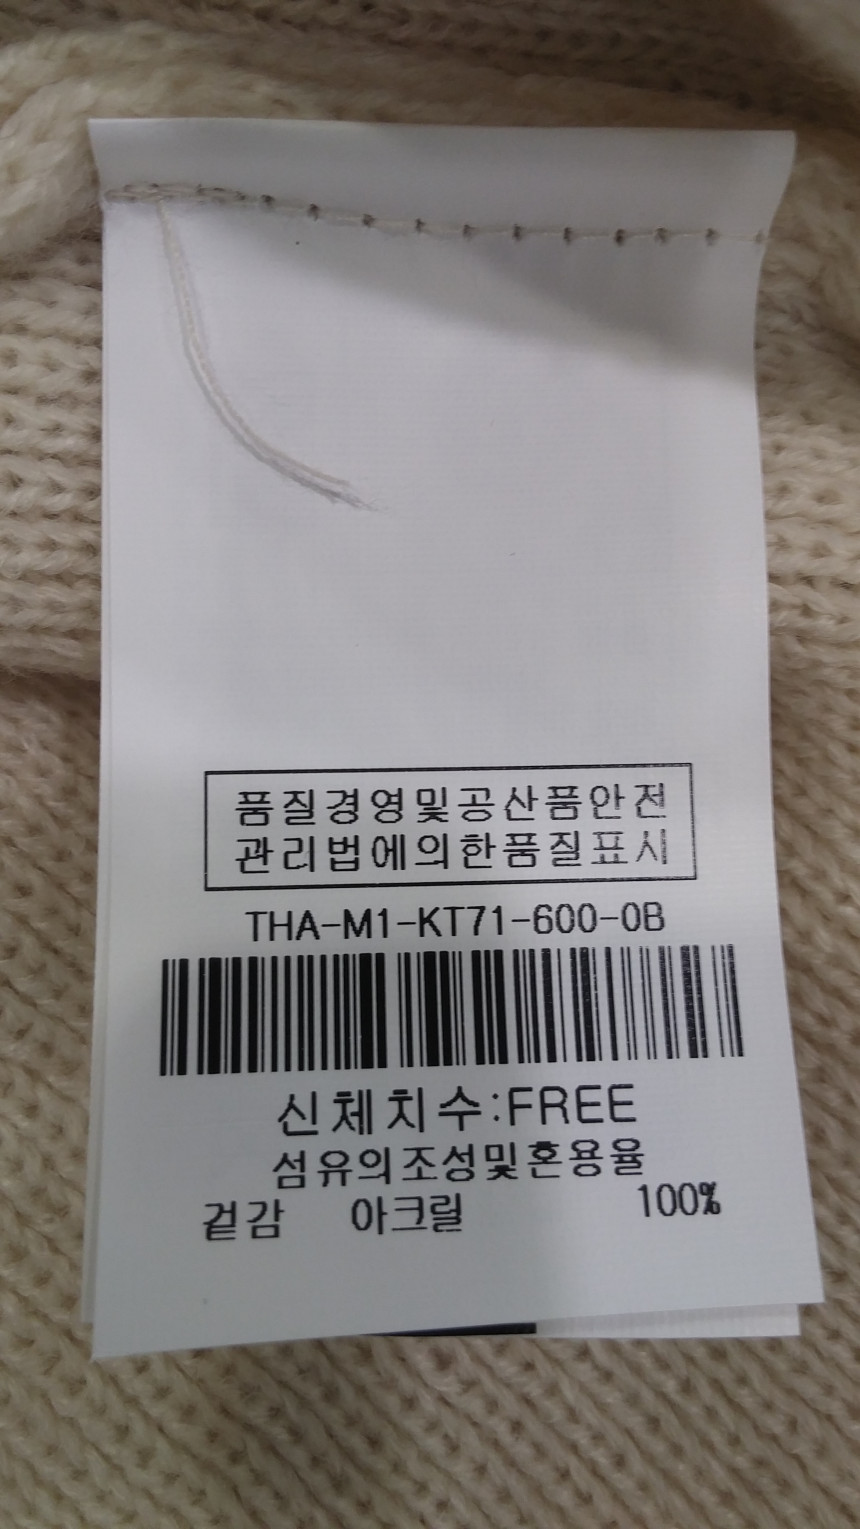 품질경영및공산품안전
관리법에의한품질표시
THA-M1-KT71-600-0B
신체치수:FREE
섬유의조성및혼용율
겉감 아크릴 100%